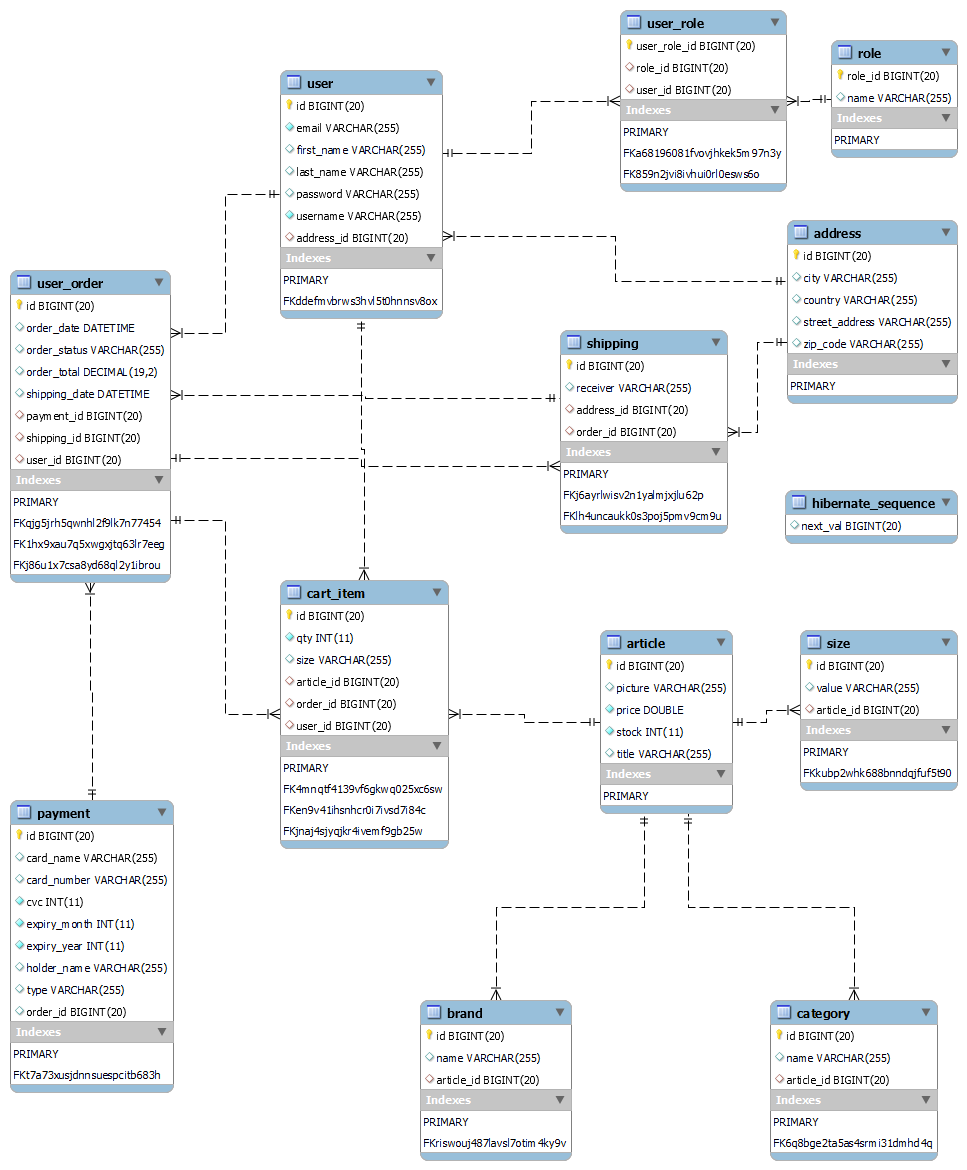 user_role
user_role_id BIGINT(20)
role_id BIGINT(20)
user_id BIGINT(20)
Indexes
PRIMARY
FKa68196081fvovjhkek5m97n3y
FK859n2jvi8ivhui0rl0esws6o
role
role_id BIGINT(20)
name VARCHAR(255)
Indexes
PRIMARY
user
id BIGINT(20)
email VARCHAR(255)
first_name VARCHAR(255)
last_name VARCHAR(255)
password VARCHAR(255)
username VARCHAR(255)
address_id BIGINT(20)
Indexes
PRIMARY
FKddefmvbrws3hvl5t0hnnsv8ox
address
id BIGINT(20)
city VARCHAR(255)
country VARCHAR(255)
street_address VARCHAR(255)
zip_code VARCHAR(255)
Indexes
PRIMARY
user_order
id BIGINT(20)
order_date DATETIME
order_status VARCHAR(255)
order_total DECIMAL(19,2)
shipping_date DATETIME
payment_id BIGINT(20)
shipping_id BIGINT(20)
user_id BIGINT(20)
Indexes
PRIMARY
FKqjg5jrh5qwnhl2f9lk7n77454
FK1hx9xau7q5xwgxjtq63lr7eeg
FKj86u1x7csa8yd68ql2y1ibrou
shipping
id BIGINT(20)
receiver VARCHAR(255)
address_id BIGINT(20)
order_id BIGINT(20)
Indexes
PRIMARY
FKj6ayrlwisv2n1yalmjxjlu62p
FKlh4uncaukk0s3poj5pmv9cm9u
hibernate_sequence
next_val BIGINT(20)
cart_item
id BIGINT(20)
qty INT(11)
size VARCHAR(255)
article_id BIGINT(20)
order_id BIGINT(20)
user_id BIGINT(20)
Indexes
PRIMARY
FK4mnqtf4139vf6gkwq025xc6sw
FKen9v41ihsnhcr0i7ivsd7i84c
FKjnaj4sjyqjkr4ivemf9gb25w
article
id BIGINT(20)
picture VARCHAR(255)
price DOUBLE
stock INT(11)
title VARCHAR(255)
Indexes
PRIMARY
size
id BIGINT(20)
value VARCHAR(255)
article_id BIGINT(20)
Indexes
PRIMARY
FKkubp2whk688bnndqjfuf5t90
payment
id BIGINT(20)
card_name VARCHAR(255)
card_number VARCHAR(255)
cvc INT(11)
expiry_month INT(11)
expiry_year INT(11)
holder_name VARCHAR(255)
type VARCHAR(255)
order_id BIGINT(20)
Indexes
PRIMARY
FKt7a73xusjdnnsuespcitb683h
brand
id BIGINT(20)
name VARCHAR(255)
article_id BIGINT(20)
Indexes
PRIMARY
FKriswouj487lavsl7otim4ky9v
category
id BIGINT(20)
name VARCHAR(255)
article_id BIGINT(20)
Indexes
PRIMARY
FK6q8bge2ta5as4srmi31dmhd4q